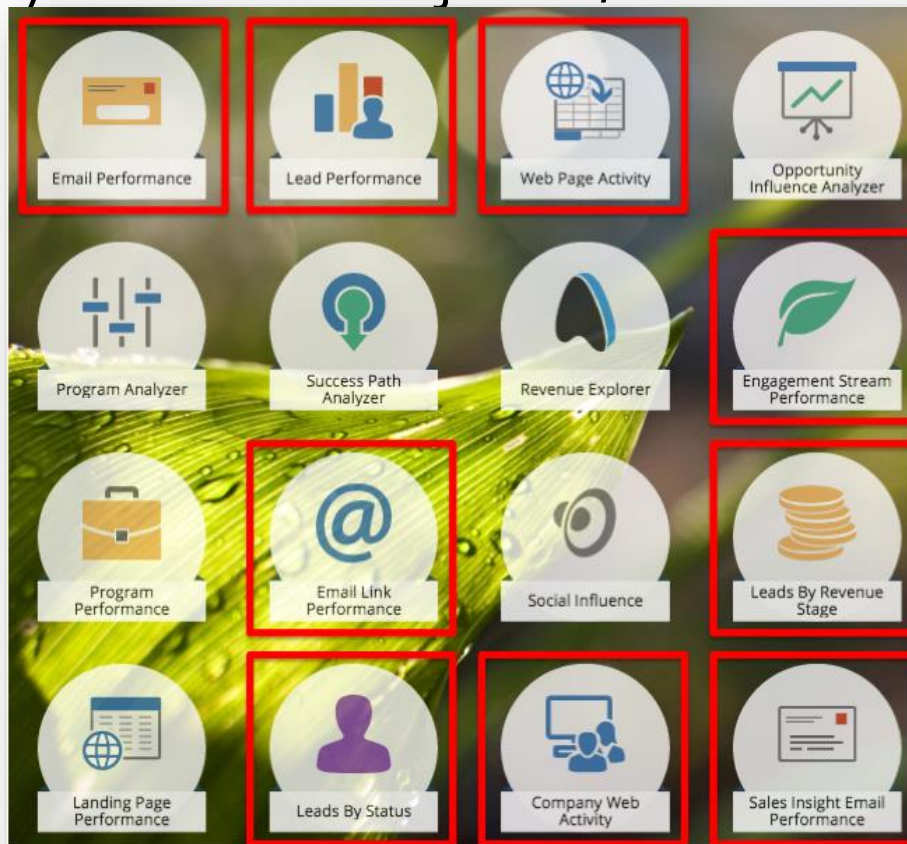 Email Performance
Lead Performance
Web Page Activity
Opportunity
Influence Analyzer
Program Analyzer
Success Path
Analyzer
Revenue Explorer
Engagement Stream
Performance
Program
Performance
@
Email Link
Performance
Social Influence
Leads By Revenue
Stage
Landing Page
Performance
Leads By Status
Company Web
Activity
Sales Insight Email
Performance